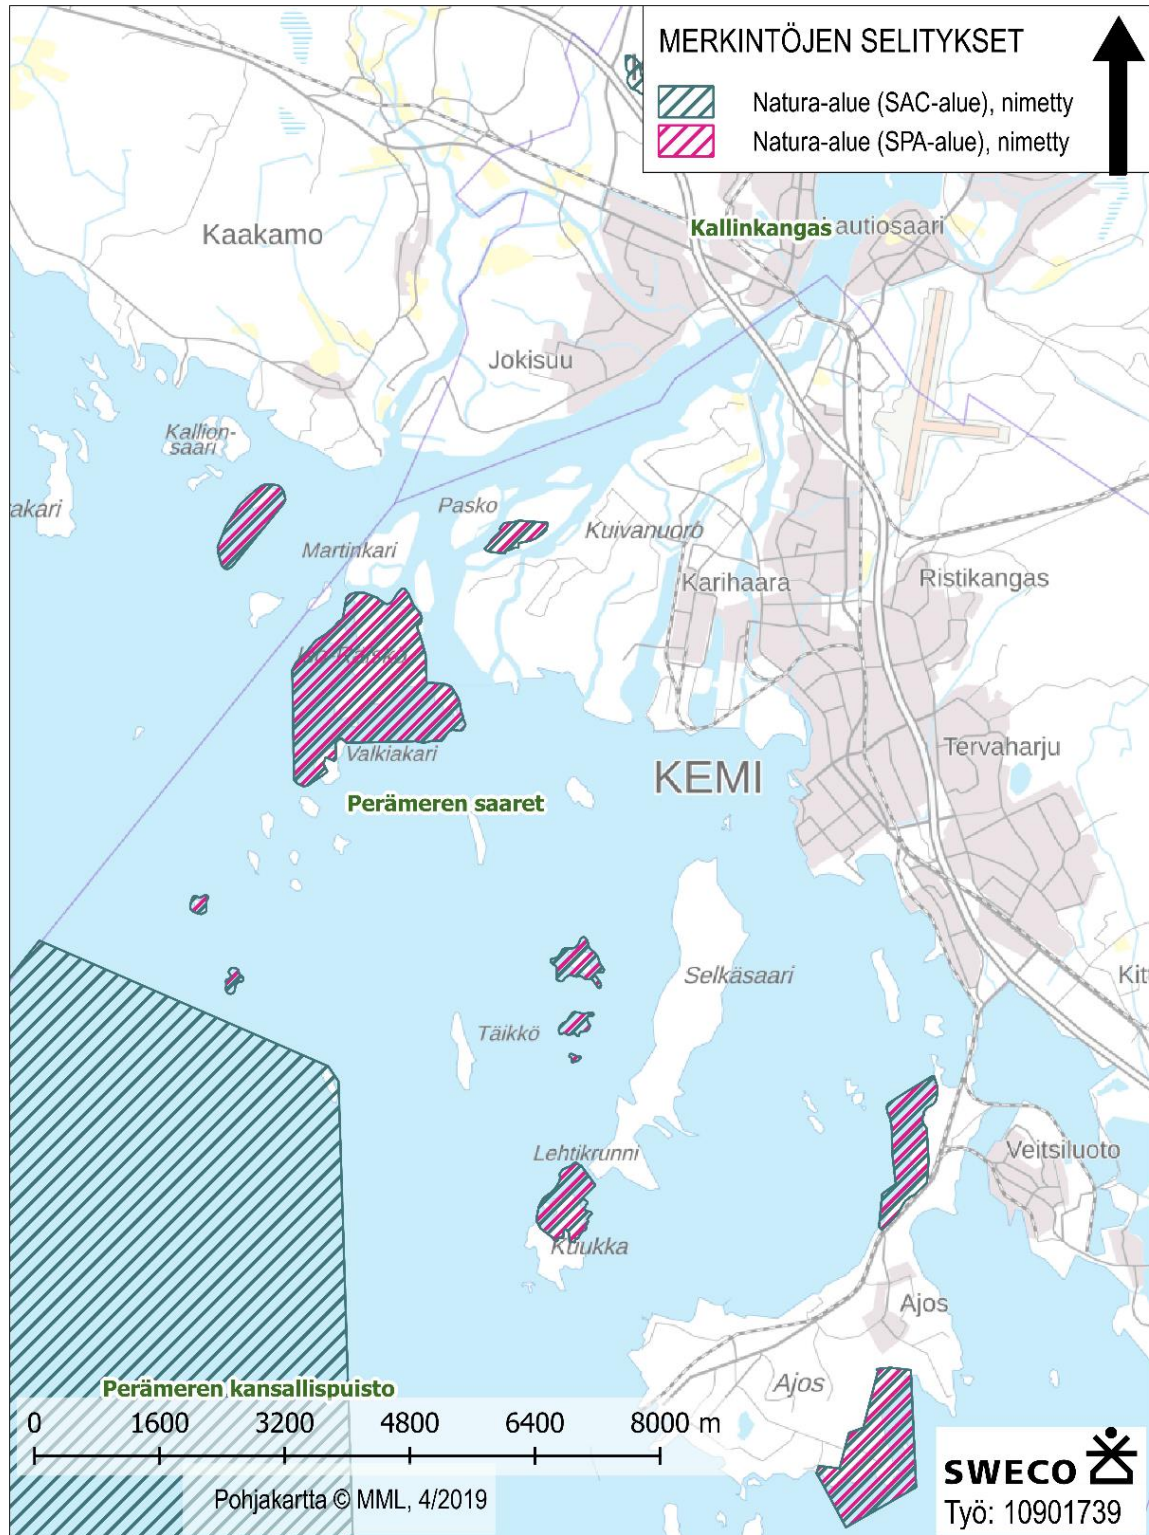 MERKINTÖJEN SELITYKSET
Natura-alue (SAC-alue), nimetty
Natura-alue (SPA-alue), nimetty
Kaakamo
Kallinkangas
autiosaari
Jokisuu
Kallion-
saari
akari
Pasko
Kuivanuoro
Martinkari
Karihaara
Ristikangas
Valkiakari
KEMI
Tervaharju
Perämeren saaret
Selkäsaari
Kitt
Täikkö
Lehtikrunni
Veitsiluoto
Kuukka
Ajos
Ajos
Perämeren kansallispuisto
0 1600 3200 4800 6400 8000 m
Pohjakartta © MML, 4/2019
SWECO
Työ: 10901739